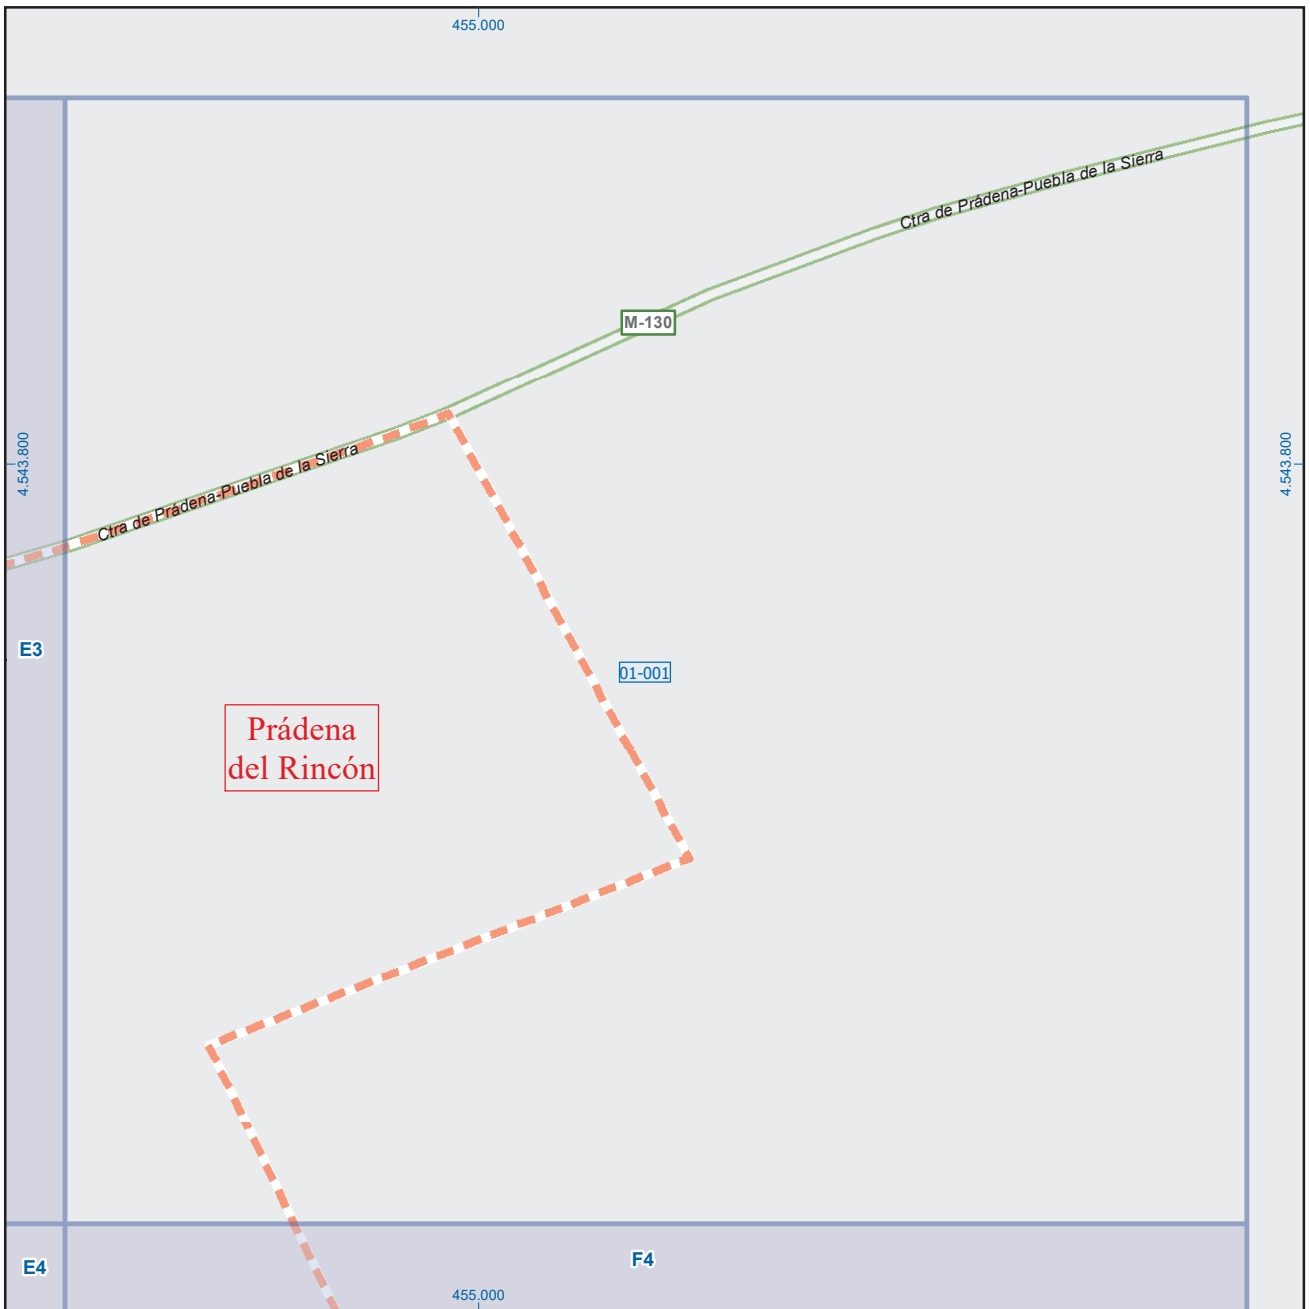 455.000
Ctra de Prádena-Puebla de la Sierra
M-130
4.543.800
4.543.800
Ctra de Prádena-Puebla de la Sierra
E3
01-001
Prádena
del Rincón
E4
F4
455.000